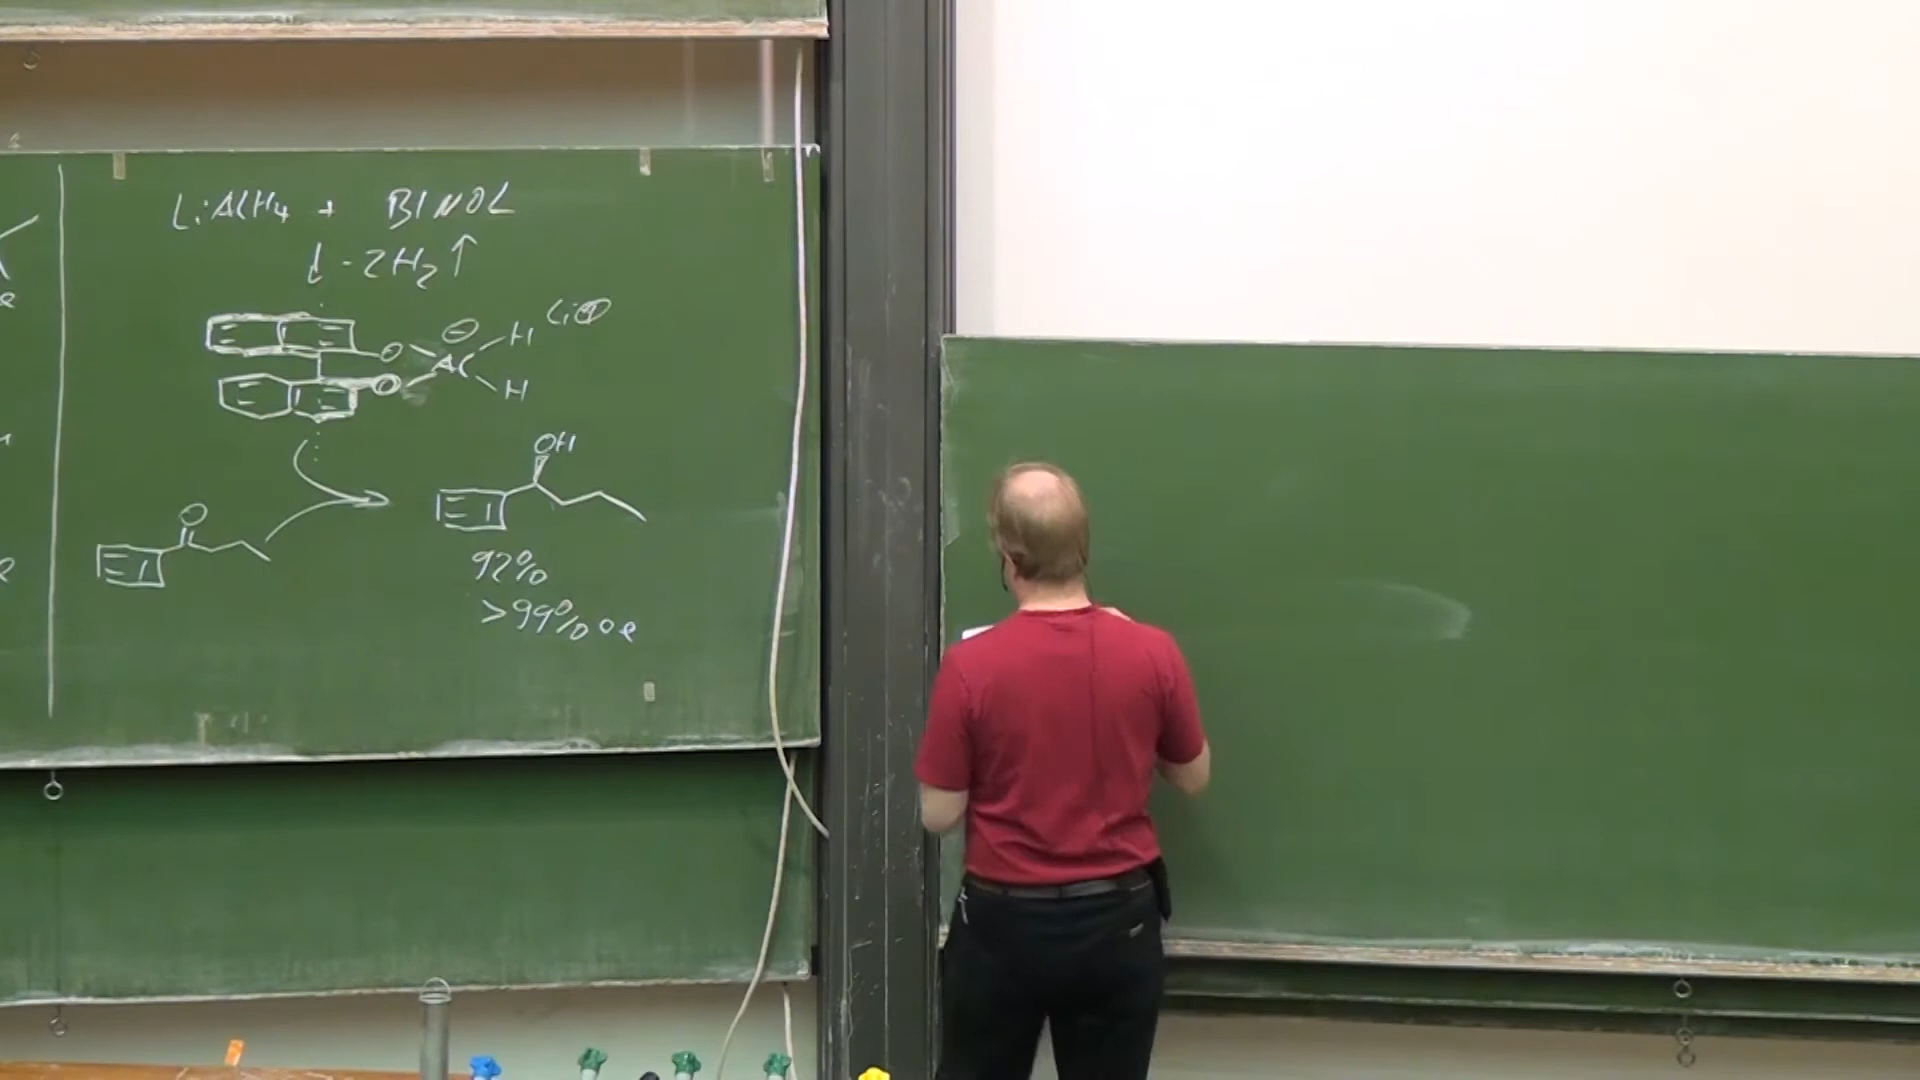 LiAlH4 + BINOL
↓ - 2H2 ↑
O ⊖ H Li⊕
Al
O H
OH
O
92%
>99% ee